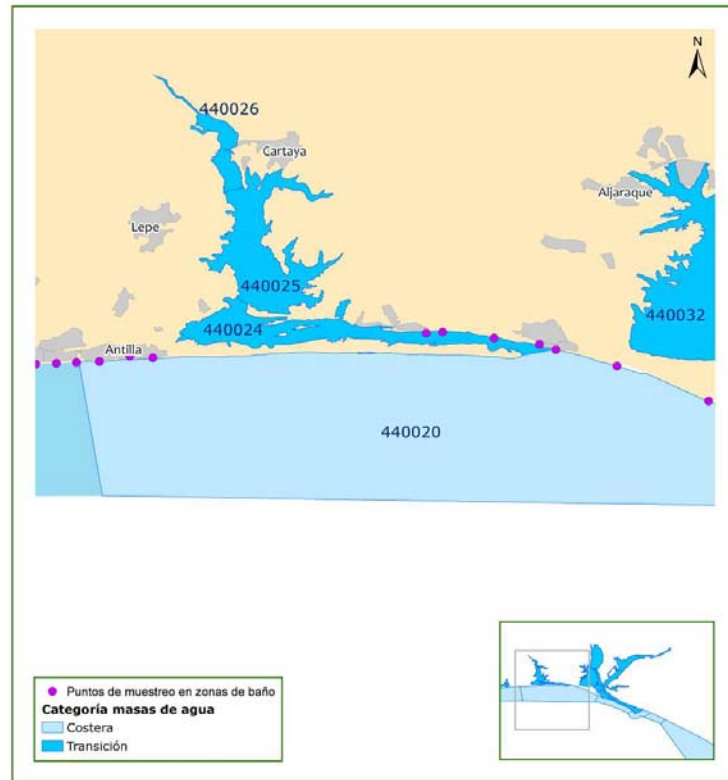 N
440026
Cartaya
Aljaraque
Lepe
440025
440032
440024
Antilla
440020
Puntos de muestreo en zonas de baño
Categoría masas de agua
Costera
Transición